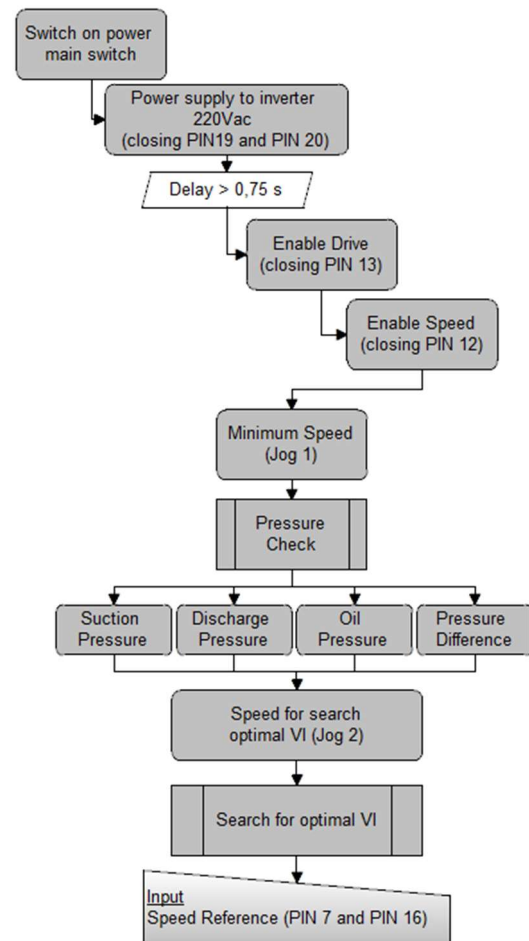 Switch on power
main switch
Power supply to inverter
220Vac
(closing PIN19 and PIN 20)
Delay > 0,75 s
Enable Drive
(closing PIN 13)
Enable Speed
(closing PIN 12)
Minimum Speed
(Jog 1)
Pressure
Check
Suction
Pressure
Discharge
Pressure
Oil
Pressure
Pressure
Difference
Speed for search
optimal VI (Jog 2)
Search for optimal VI
Input
Speed Reference (PIN 7 and PIN 16)